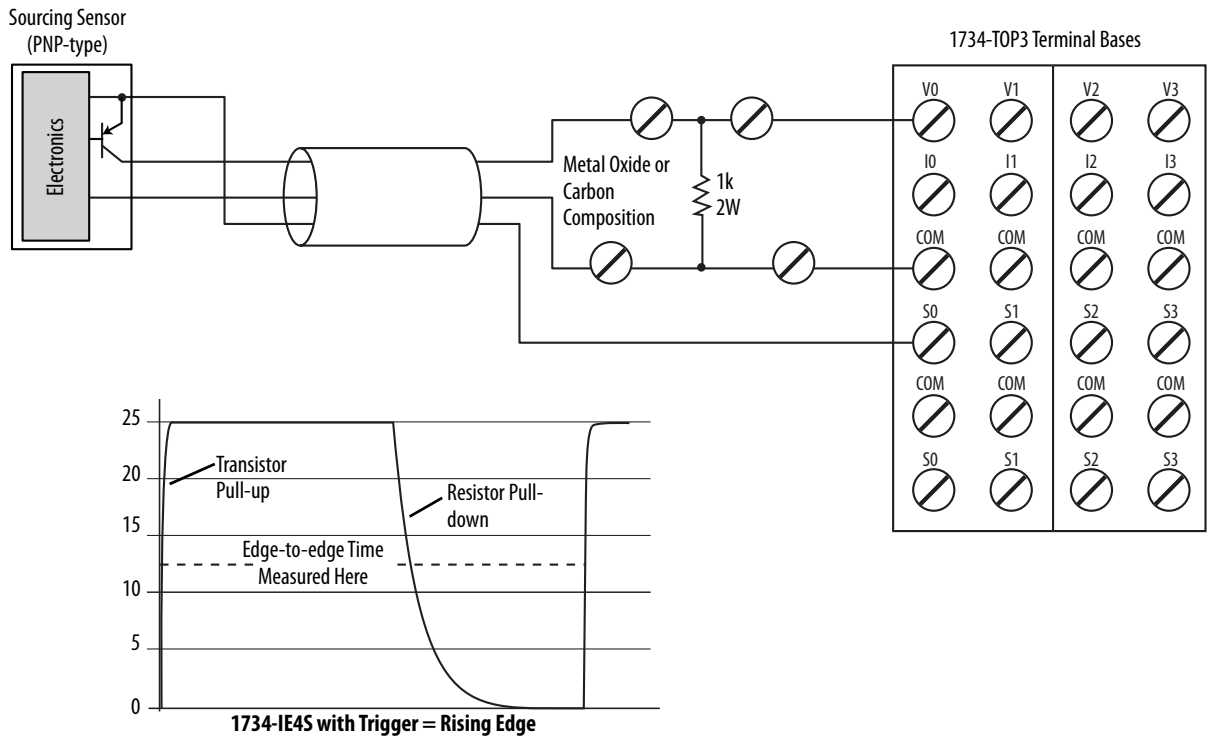 Sourcing Sensor
(PNP-type)
Electronics
Metal Oxide or
Carbon
Composition
1k
2W
1734-TOP3 Terminal Bases
V0 V1 V2 V3
I0 I1 I2 I3
COM COM COM COM
S0 S1 S2 S3
COM COM COM COM
S0 S1 S2 S3
25
20
15
10
5
0
Transistor
Pull-up
Resistor Pull-
down
Edge-to-edge Time
Measured Here
1734-IE4S with Trigger = Rising Edge